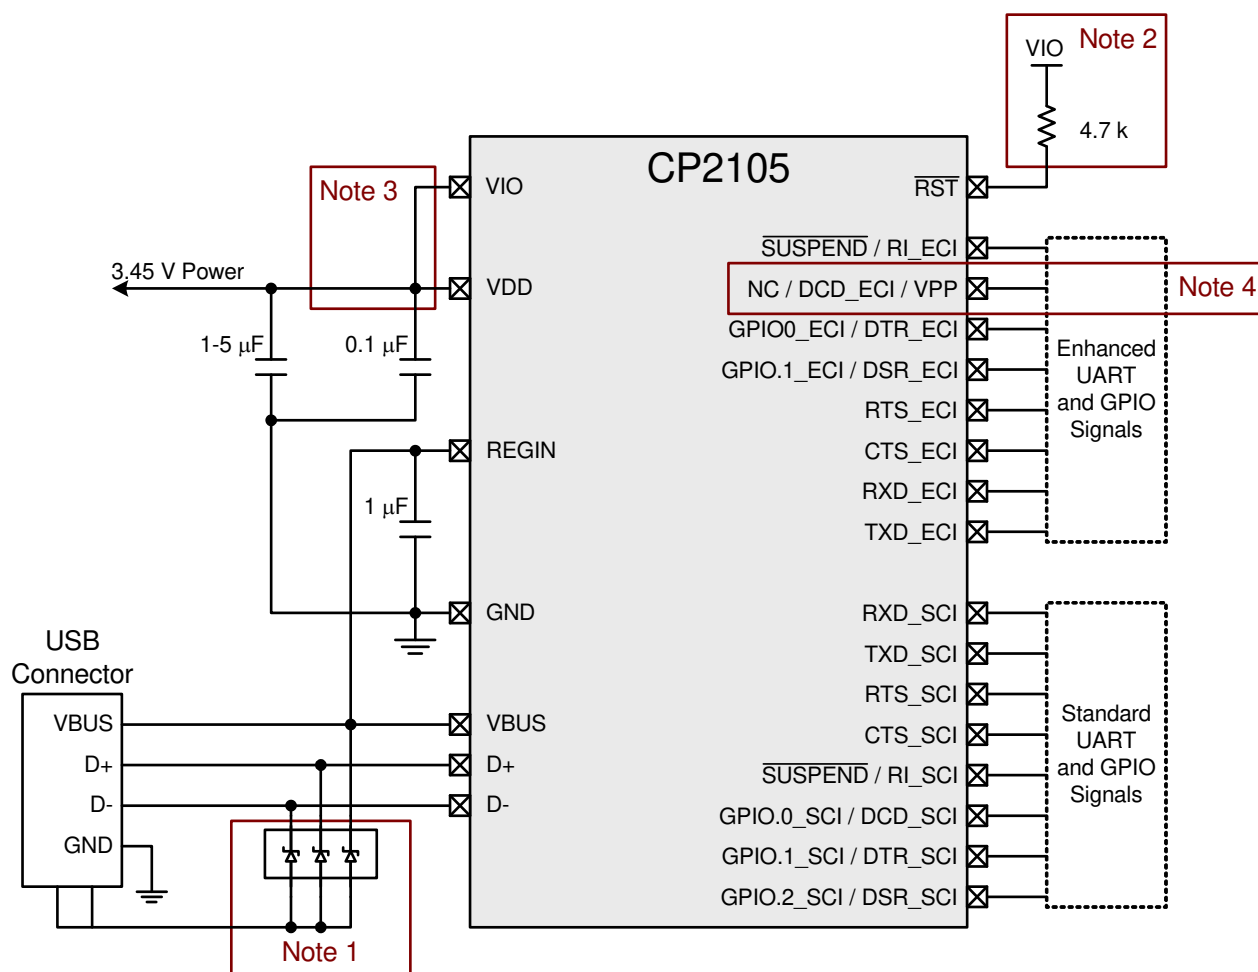 CP2105
Note 2
VIO
4.7 k
Note 3
VIO
RST
SUSPEND / RI_ECI
3.45 V Power
VDD
NC / DCD_ECI / VPP
Note 4
GPIO0_ECI / DTR_ECI
1-5 μF
0.1 μF
GPIO.1_ECI / DSR_ECI
Enhanced
UART
and GPIO
Signals
RTS_ECI
REGIN
CTS_ECI
1 μF
RXD_ECI
TXD_ECI
GND
RXD_SCI
USB
Connector
TXD_SCI
RTS_SCI
VBUS
VBUS
CTS_SCI
Standard
UART
and GPIO
Signals
D+
D+
SUSPEND / RI_SCI
D-
D-
GPIO.0_SCI / DCD_SCI
GND
GPIO.1_SCI / DTR_SCI
GPIO.2_SCI / DSR_SCI
Note 1